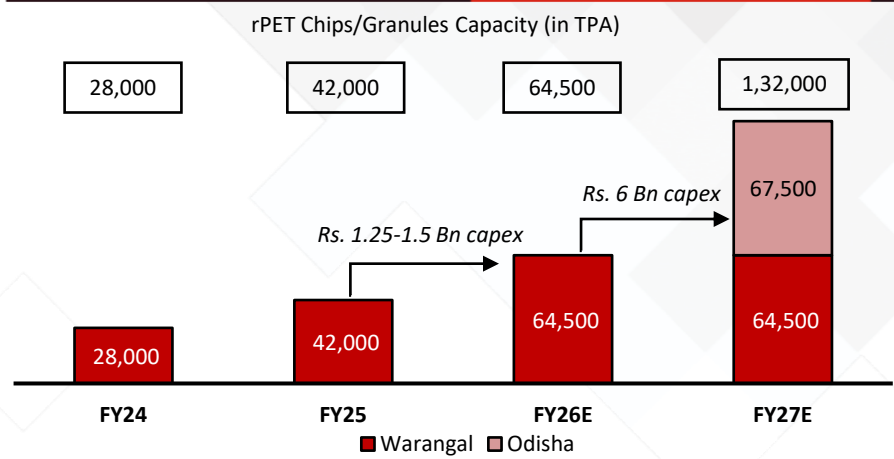 rPET Chips/Granules Capacity (in TPA)
28,000
42,000
64,500
1,32,000
Rs. 1.25-1.5 Bn capex
Rs. 6 Bn capex
67,500
28,000
42,000
64,500
64,500
FY24
FY25
FY26E
FY27E
Warangal
Odisha